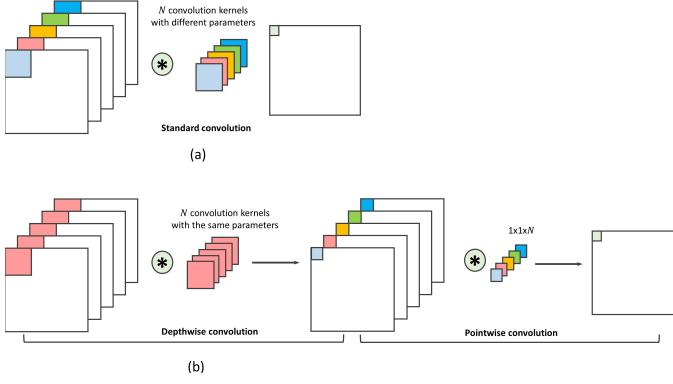 N convolution kernels
with different parameters
*
Standard convolution
(a)
N convolution kernels
with the same parameters
1x1xN
*
*
Depthwise convolution
Pointwise convolution
(b)